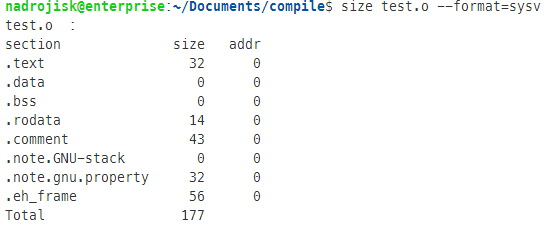 nadrojisk@enterprise:~/Documents/compile$ size test.o --format=sysv
test.o  :
section              size   addr
.text                  32      0
.data                   0      0
.bss                    0      0
.rodata                14      0
.comment               43      0
.note.GNU-stack         0      0
.note.gnu.property     32      0
.eh_frame              56      0
Total                 177